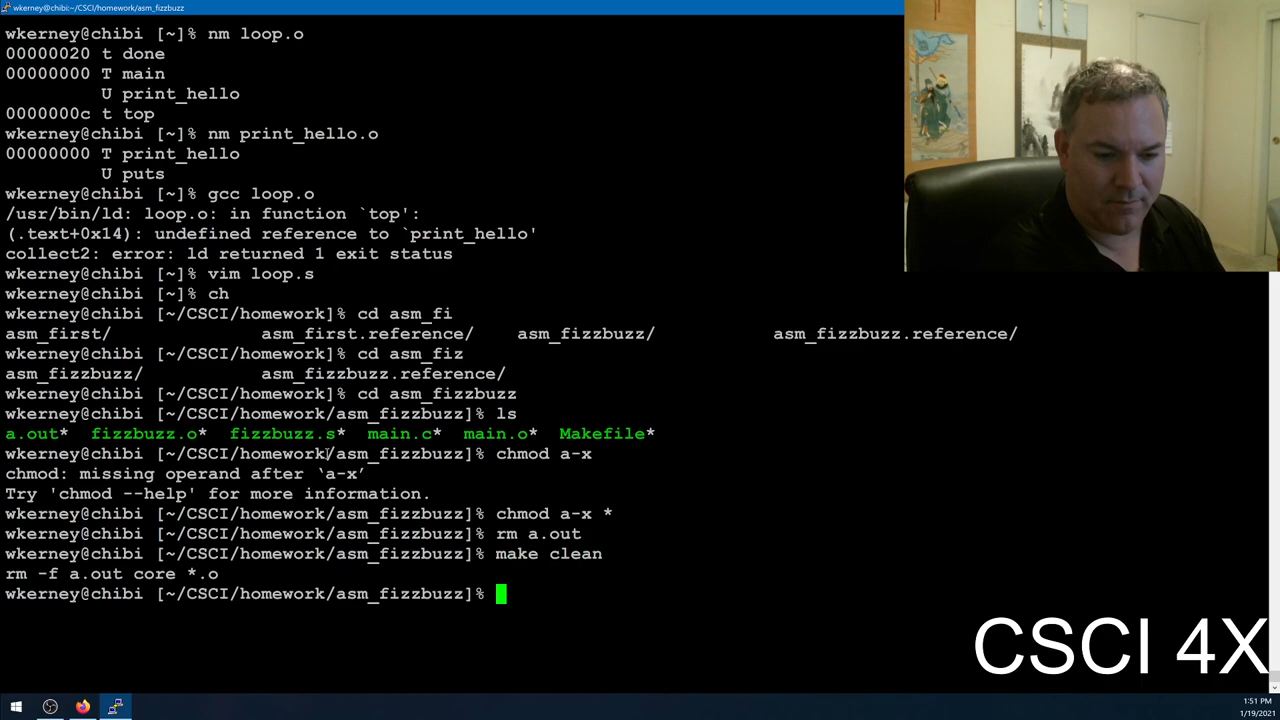 wkerney@chibi:~/CSCI/homework/asm_fizzbuzz
wkerney@chibi [~]% nm loop.o
00000020 t done
00000000 T main
         U print_hello
0000000c t top
wkerney@chibi [~]% nm print_hello.o
00000000 T print_hello
         U puts
wkerney@chibi [~]% gcc loop.o
/usr/bin/ld: loop.o: in function `top':
(.text+0x14): undefined reference to `print_hello'
collect2: error: ld returned 1 exit status
wkerney@chibi [~]% vim loop.s
wkerney@chibi [~]% ch
wkerney@chibi [~/CSCI/homework]% cd asm_fi
asm_first/ asm_first.reference/ asm_fizzbuzz/ asm_fizzbuzz.reference/
wkerney@chibi [~/CSCI/homework]% cd asm_fiz
asm_fizzbuzz/ asm_fizzbuzz.reference/
wkerney@chibi [~/CSCI/homework]% cd asm_fizzbuzz
wkerney@chibi [~/CSCI/homework/asm_fizzbuzz]% ls
a.out* fizzbuzz.o* fizzbuzz.s* main.c* main.o* Makefile*
wkerney@chibi [~/CSCI/homework/asm_fizzbuzz]% chmod a-x
chmod: missing operand after ‘a-x’
Try 'chmod --help' for more information.
wkerney@chibi [~/CSCI/homework/asm_fizzbuzz]% chmod a-x *
wkerney@chibi [~/CSCI/homework/asm_fizzbuzz]% rm a.out
wkerney@chibi [~/CSCI/homework/asm_fizzbuzz]% make clean
rm -f a.out core *.o
wkerney@chibi [~/CSCI/homework/asm_fizzbuzz]%
CSCI 4X
1:51 PM
1/19/2021